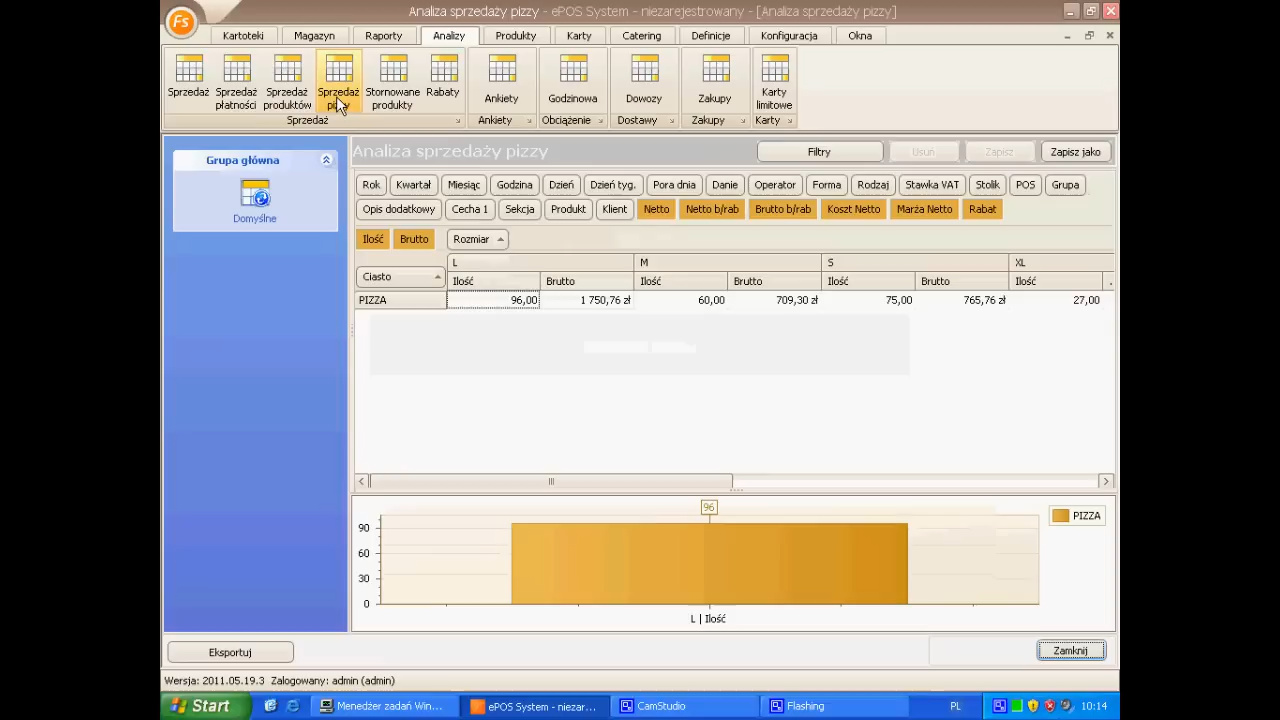 Analiza sprzedaży pizzy - ePOS System - niezarejestrowany - [Analiza sprzedaży pizzy]
Fs
Kartoteki Magazyn Raporty Analizy Produkty Karty Catering Definicje Konfiguracja Okna
Sprzedaż Sprzedaż płatności Sprzedaż produktów Sprzedaż pizzy Stornowane produkty Rabaty Ankiety Godzinowa Dowozy Zakupy Karty limitowe
Sprzedaż Ankiety Obciążenie Dostawy Zakupy Karty
Grupa główna
Domyślne
Analiza sprzedaży pizzy Filtry Usuń Zapisz Zapisz jako
Rok Kwartał Miesiąc Godzina Dzień Dzień tyg. Pora dnia Danie Operator Forma Rodzaj Stawka VAT Stolik POS Grupa
Opis dodatkowy Cecha 1 Sekcja Produkt Klient Netto Netto b/rab Brutto b/rab Koszt Netto Marża Netto Rabat
Ilość Brutto Rozmiar
L M S XL
Ciasto Ilość Brutto Ilość Brutto Ilość Brutto Ilość
PIZZA 96,00 1 750,76 zł 60,00 709,30 zł 75,00 765,76 zł 27,00
96
PIZZA
90
60
30
0
L | Ilość
Eksportuj Zamknij
Wersja: 2011.05.19.3 Zalogowany: admin (admin)
Start Menedżer zadań Win... ePOS System - niezar... CamStudio Flashing PL 10:14